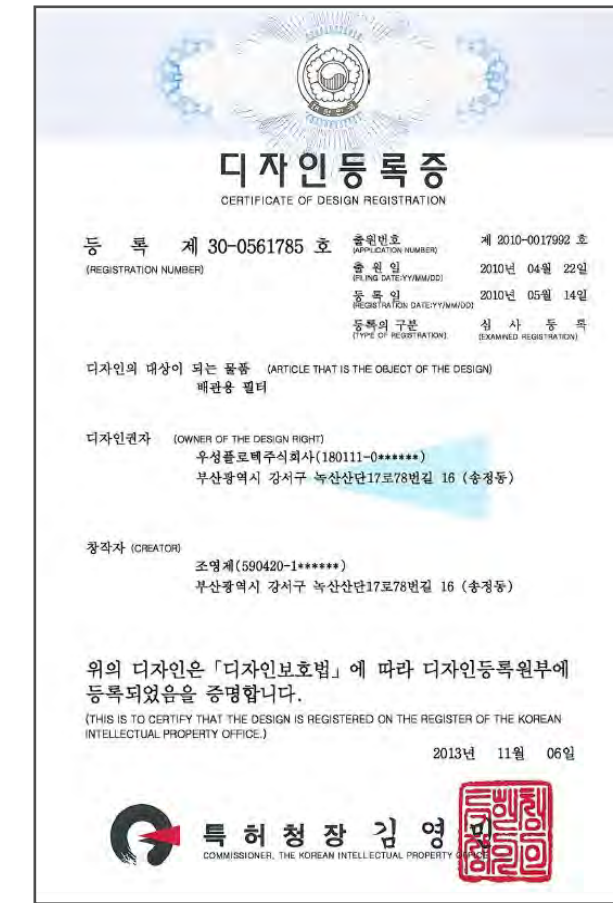 디자인등록증
CERTIFICATE OF DESIGN REGISTRATION
등 록 제 30-0561785 호
(REGISTRATION NUMBER)
출원번호 제 2010-0017992 호
(APPLICATION NUMBER)
출 원 일 2010년 04월 22일
(FILING DATE:YY/MM/DD)
등 록 일 2010년 05월 14일
(REGISTRATION DATE:YY/MM/DD)
등록의 구분 심 사 등 록
(TYPE OF REGISTRATION) (EXAMINED REGISTRATION)
디자인의 대상이 되는 물품 (ARTICLE THAT IS THE OBJECT OF THE DESIGN)
배관용 필터
디자인권자 (OWNER OF THE DESIGN RIGHT)
우성플로텍주식회사(180111-0******)
부산광역시 강서구 녹산산단17로78번길 16 (송정동)
창작자 (CREATOR)
조영제(590420-1******)
부산광역시 강서구 녹산산단17로78번길 16 (송정동)
위의 디자인은 「디자인보호법」에 따라 디자인등록원부에
등록되었음을 증명합니다.
(THIS IS TO CERTIFY THAT THE DESIGN IS REGISTERED ON THE REGISTER OF THE KOREAN
INTELLECTUAL PROPERTY OFFICE.)
2013년 11월 06일
특허청장 김영민
COMMISSIONER, THE KOREAN INTELLECTUAL PROPERTY OFFICE